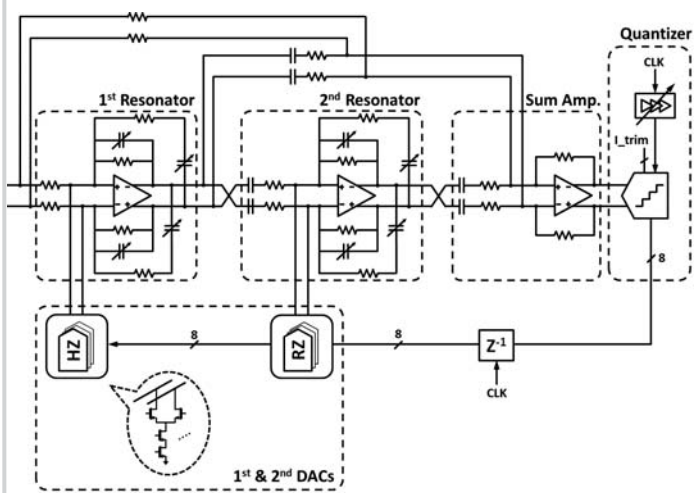 Quantizer
CLK
1st Resonator
2nd Resonator
Sum Amp.
I_trim
8
HZ
8
RZ
8
Z-1
CLK
1st & 2nd DACs